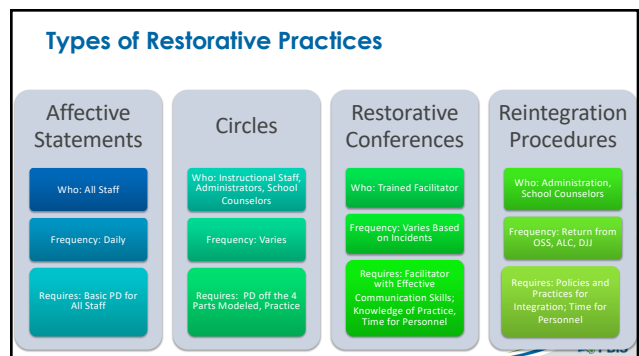 Types of Restorative Practices
Affective
Statements
Who: All Staff
Frequency: Daily
Requires: Basic PD for
All Staff
Circles
Who: Instructional Staff,
Administrators, School
Counselors
Frequency: Varies
Requires: PD off the 4
Parts Modeled, Practice
Restorative
Conferences
Who: Trained Facilitator
Frequency: Varies Based
on Incidents
Requires: Facilitator
with Effective
Communication Skills;
Knowledge of Practice,
Time for Personnel
Reintegration
Procedures
Who: Administration,
School Counselors
Frequency: Return from
OSS, ALC, DJJ
Requires: Policies and
Practices for
Integration; Time for
Personnel